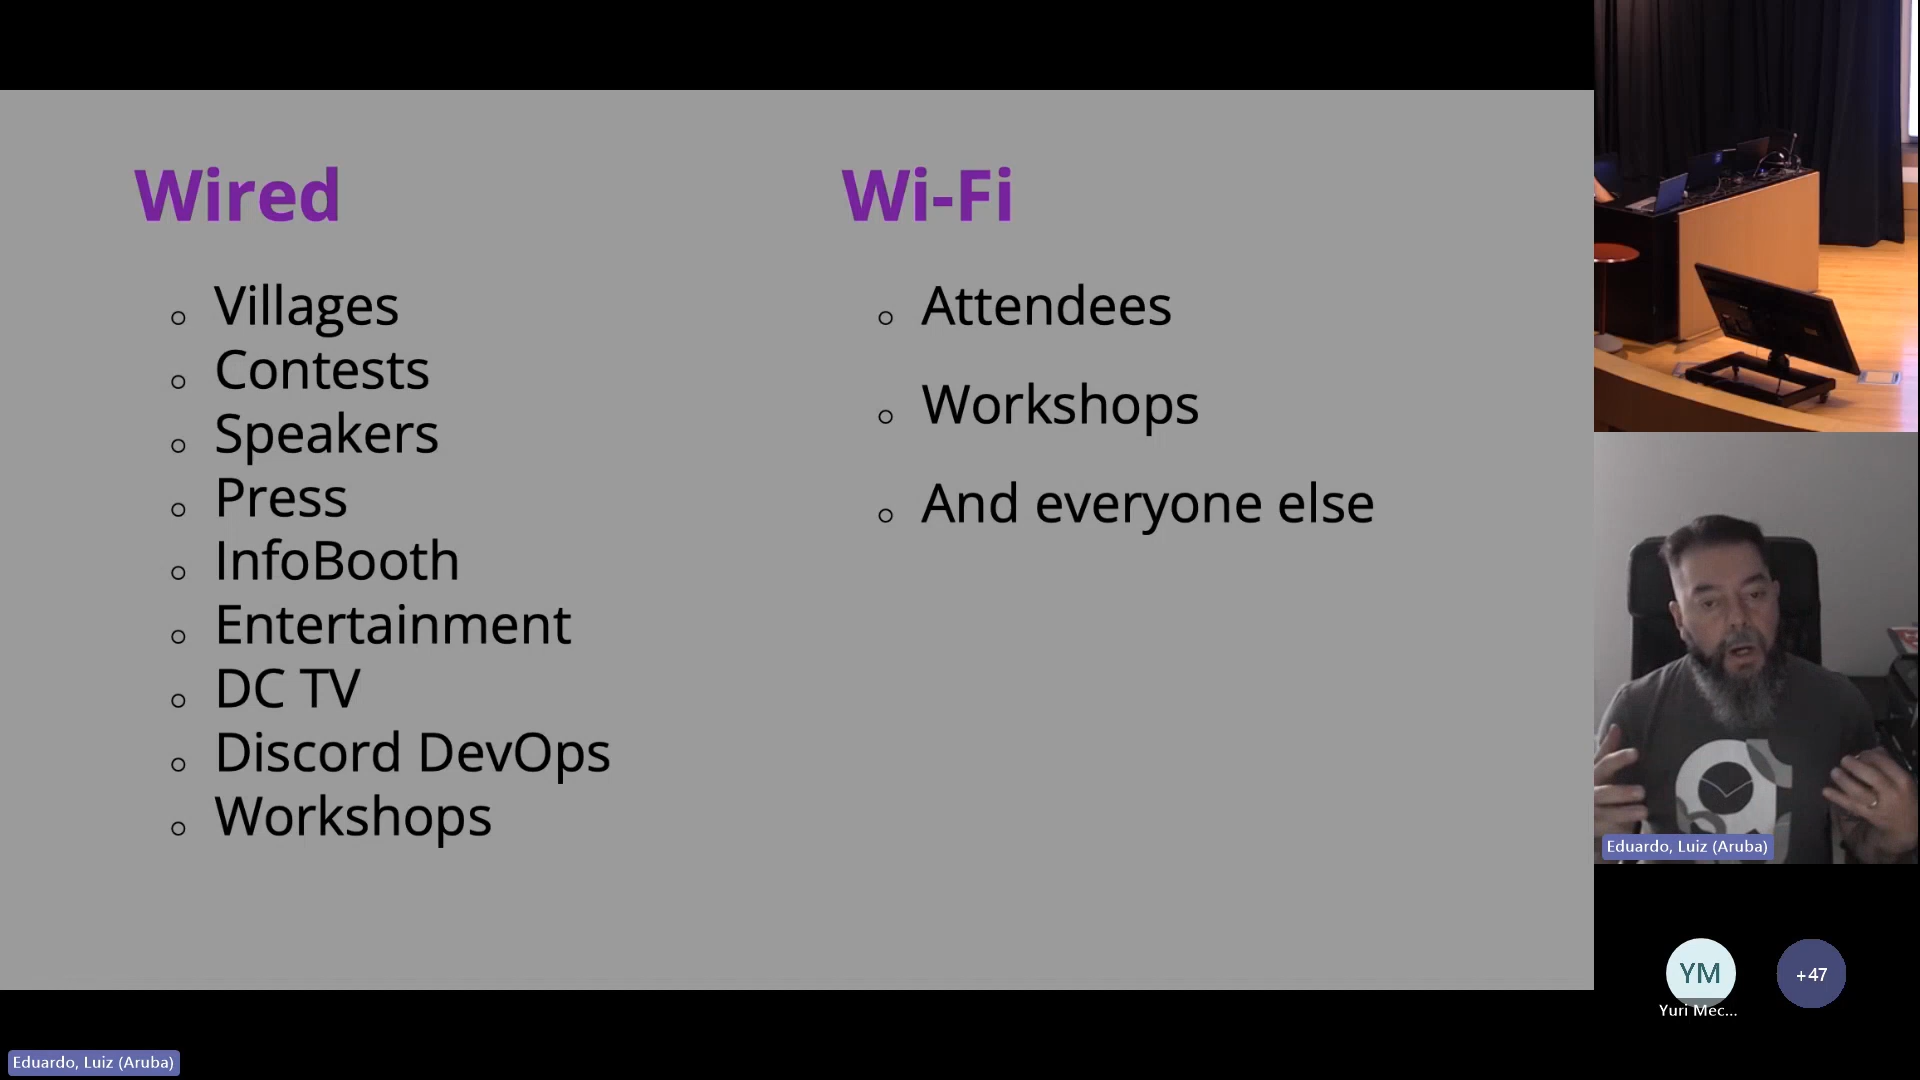 Wired
Villages
Contests
Speakers
Press
InfoBooth
Entertainment
DC TV
Discord DevOps
Workshops
Wi-Fi
Attendees
Workshops
And everyone else
Eduardo, Luiz (Aruba)
YM
+47
Yuri Mec...
Eduardo, Luiz (Aruba)